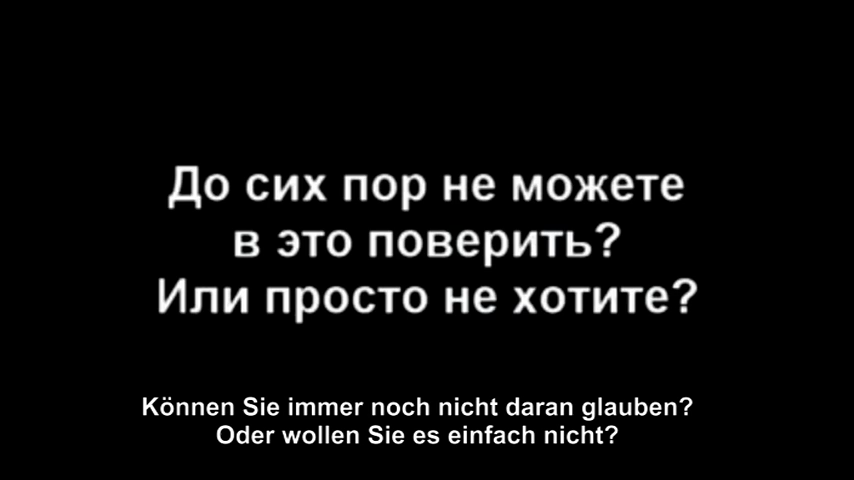 До сих пор не можете
в это поверить?
Или просто не хотите?
Können Sie immer noch nicht daran glauben?
Oder wollen Sie es einfach nicht?